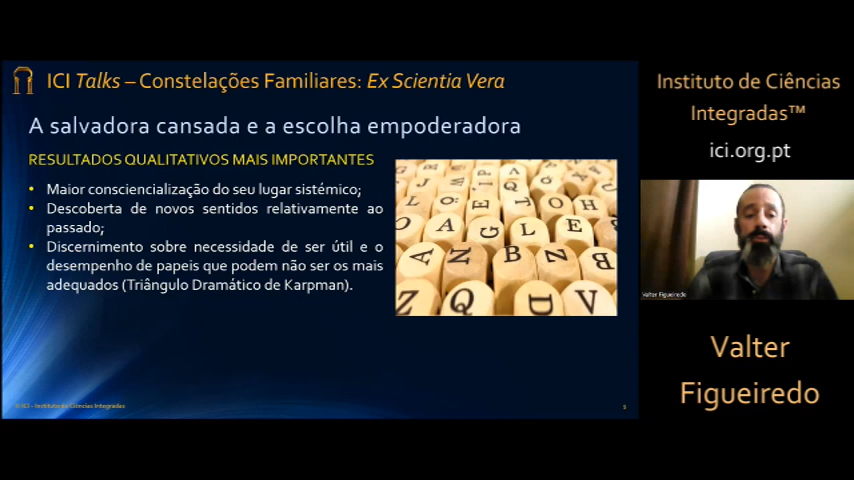 ICI Talks – Constelações Familiares: Ex Scientia Vera
A salvadora cansada e a escolha empoderadora
RESULTADOS QUALITATIVOS MAIS IMPORTANTES
• Maior consciencialização do seu lugar sistémico;
• Descoberta de novos sentidos relativamente ao
passado;
• Discernimento sobre necessidade de ser útil e o
desempenho de papeis que podem não ser os mais
adequados (Triângulo Dramático de Karpman).
© ICI – Instituto de Ciências Integradas
Instituto de Ciências
Integradas™
ici.org.pt
Valter Figueiredo
Valter
Figueiredo